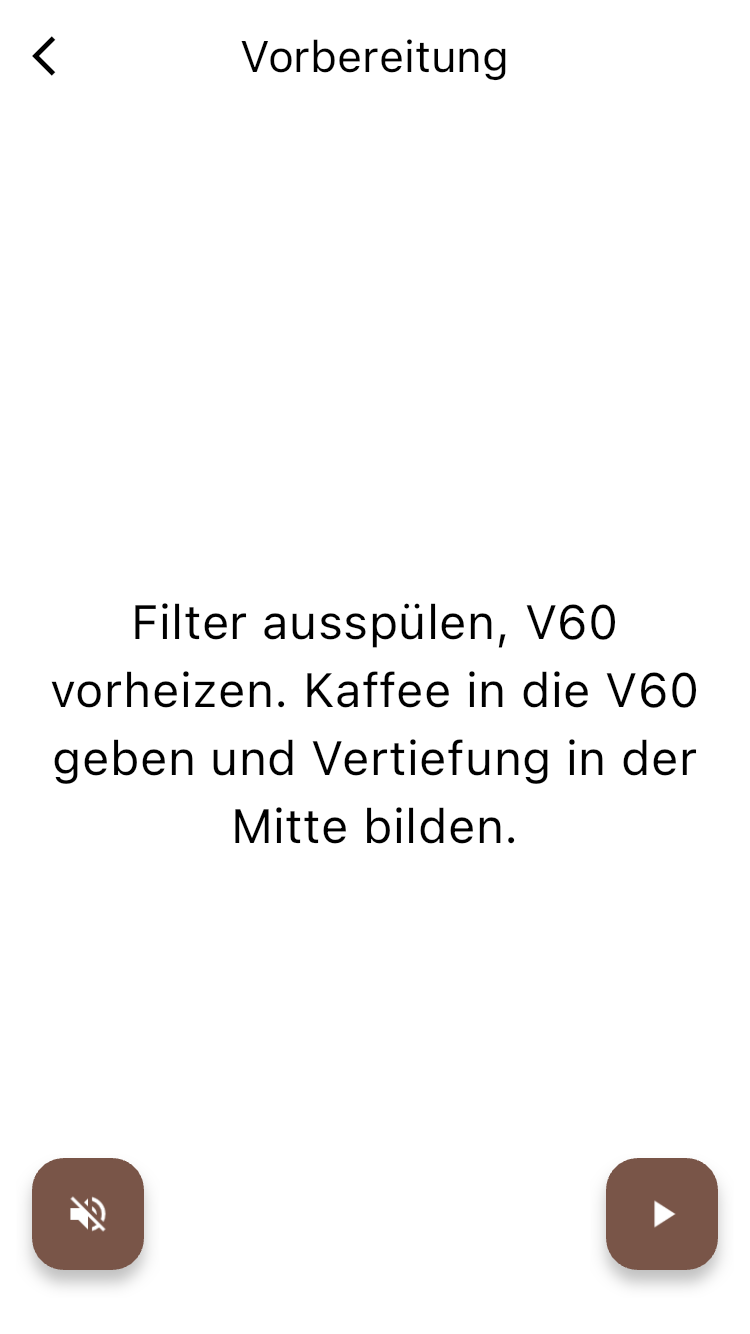 Vorbereitung
Filter ausspülen, V60
vorheizen. Kaffee in die V60
geben und Vertiefung in der
Mitte bilden.